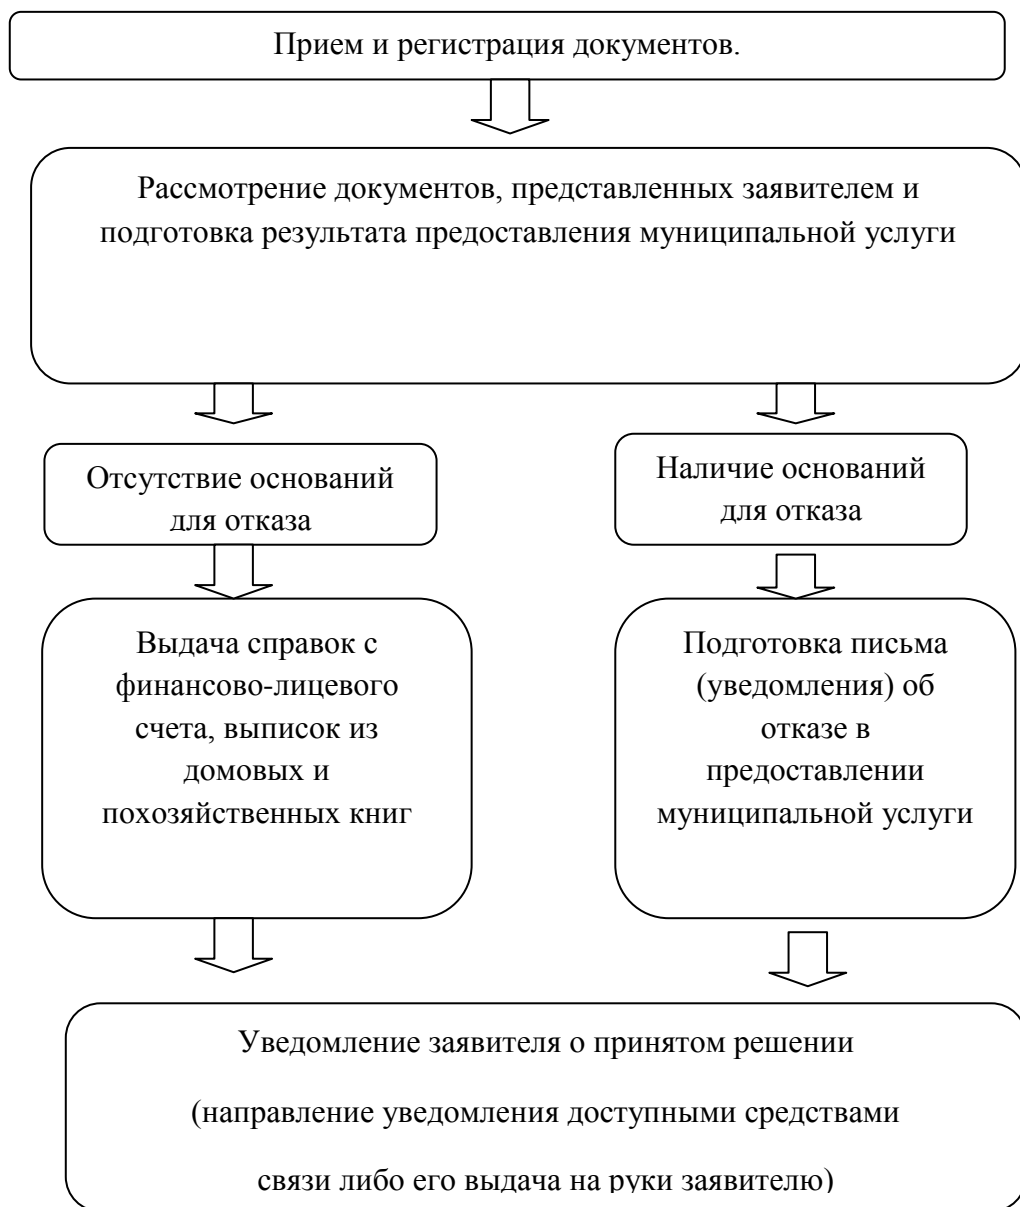 Прием и регистрация документов.
Рассмотрение документов, представленных заявителем и
подготовка результата предоставления муниципальной услуги
Отсутствие оснований
для отказа
Наличие оснований
для отказа
Выдача справок с
финансово-лицевого
счета, выписок из
домовых и
похозяйственных книг
Подготовка письма
(уведомления) об
отказе в
предоставлении
муниципальной услуги
Уведомление заявителя о принятом решении
(направление уведомления доступными средствами
связи либо его выдача на руки заявителю)